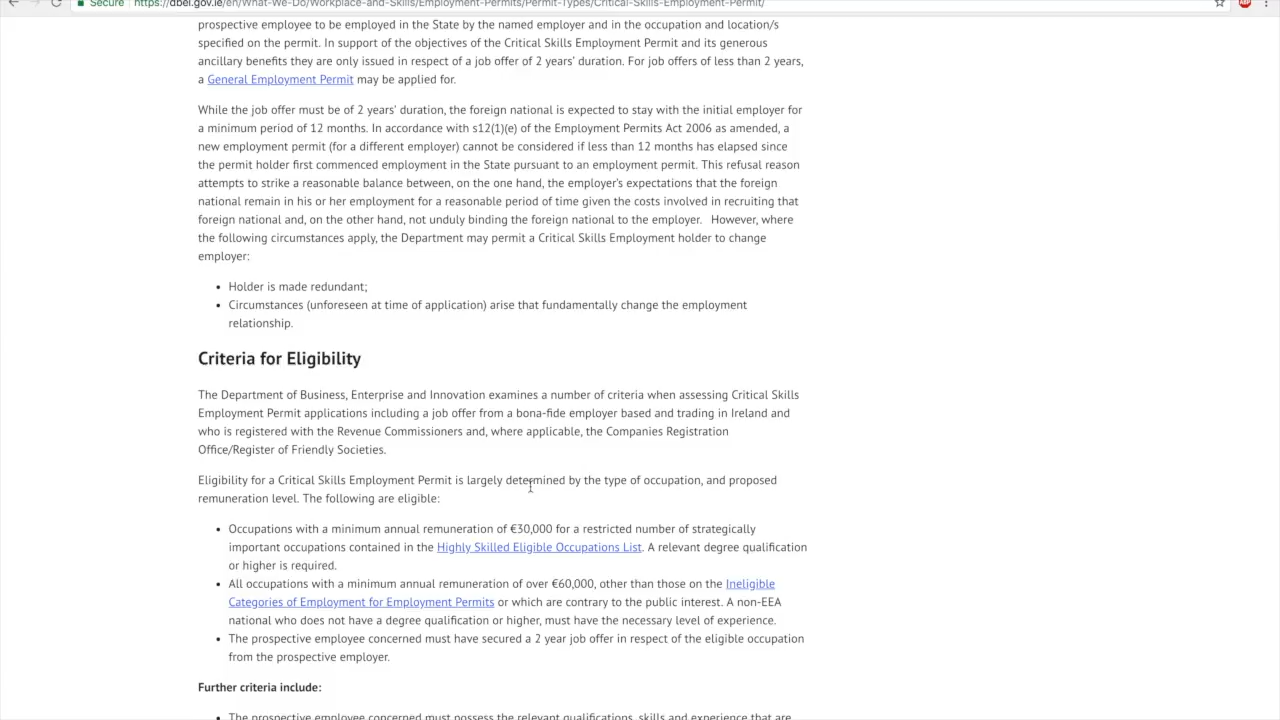 Secure https://dbei.gov.ie/en/What-We-Do/Workplace-and-Skills/Employment-Permits/Permit-Types/Critical-Skills-Employment-Permit/
prospective employee to be employed in the State by the named employer and in the occupation and location/s
specified on the permit. In support of the objectives of the Critical Skills Employment Permit and its generous
ancillary benefits they are only issued in respect of a job offer of 2 years' duration. For job offers of less than 2 years,
a General Employment Permit may be applied for.
While the job offer must be of 2 years' duration, the foreign national is expected to stay with the initial employer for
a minimum period of 12 months. In accordance with s12(1)(e) of the Employment Permits Act 2006 as amended, a
new employment permit (for a different employer) cannot be considered if less than 12 months has elapsed since
the permit holder first commenced employment in the State pursuant to an employment permit. This refusal reason
attempts to strike a reasonable balance between, on the one hand, the employer's expectations that the foreign
national remain in his or her employment for a reasonable period of time given the costs involved in recruiting that
foreign national and, on the other hand, not unduly binding the foreign national to the employer. However, where
the following circumstances apply, the Department may permit a Critical Skills Employment holder to change
employer:
• Holder is made redundant;
• Circumstances (unforeseen at time of application) arise that fundamentally change the employment
relationship.
Criteria for Eligibility
The Department of Business, Enterprise and Innovation examines a number of criteria when assessing Critical Skills
Employment Permit applications including a job offer from a bona-fide employer based and trading in Ireland and
who is registered with the Revenue Commissioners and, where applicable, the Companies Registration
Office/Register of Friendly Societies.
Eligibility for a Critical Skills Employment Permit is largely determined by the type of occupation, and proposed
remuneration level. The following are eligible:
• Occupations with a minimum annual remuneration of €30,000 for a restricted number of strategically
important occupations contained in the Highly Skilled Eligible Occupations List. A relevant degree qualification
or higher is required.
• All occupations with a minimum annual remuneration of over €60,000, other than those on the Ineligible
Categories of Employment for Employment Permits or which are contrary to the public interest. A non-EEA
national who does not have a degree qualification or higher, must have the necessary level of experience.
• The prospective employee concerned must have secured a 2 year job offer in respect of the eligible occupation
from the prospective employer.
Further criteria include:
• The prospective employee concerned must possess the relevant qualifications, skills and experience that are